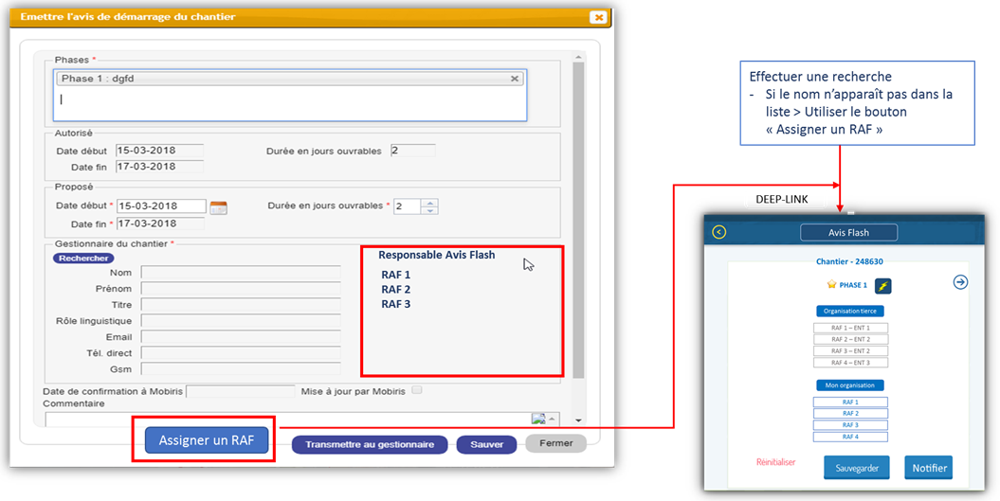 Emettre l'avis de démarrage du chantier
Phases *
Phase 1 : dgfd
Autorisé
Date début 15-03-2018 Durée en jours ouvrables 2
Date fin 17-03-2018
Proposé
Date début * 15-03-2018 Durée en jours ouvrables * 2
Date fin * 17-03-2018
Gestionnaire du chantier *
Rechercher
Nom
Prènom
Titre
Rôle linguistique
Email
Tél. direct
Gsm
Responsable Avis Flash
RAF 1
RAF 2
RAF 3
Date de confirmation à Mobiris Mise à jour par Mobiris
Commentaire
Assigner un RAF
Transmettre au gestionnaire
Sauver
Fermer
Effectuer une recherche
- Si le nom n'apparaît pas dans la
liste > Utiliser le bouton
« Assigner un RAF »
DEEP-LINK
Avis Flash
Chantier - 248630
PHASE 1
Organisation tierce
RAF 1 – ENT 1
RAF 2 – ENT 2
RAF 3 – ENT 2
RAF 4 – ENT 3
Mon organisation
RAF 1
RAF 2
RAF 3
RAF 4
Réinitialiser
Sauvegarder
Notifier